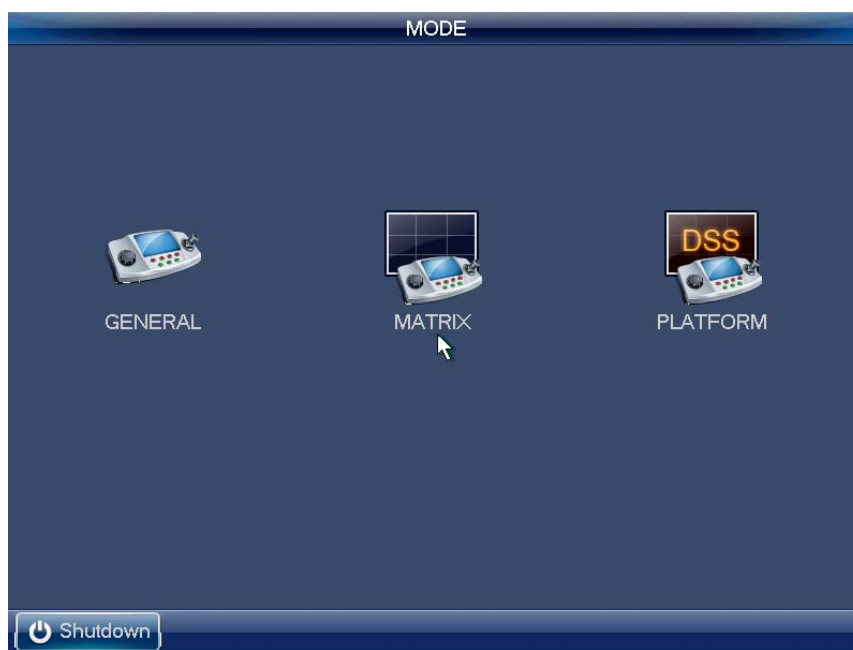 MODE
DSS
GENERAL
MATRIX
PLATFORM
Shutdown